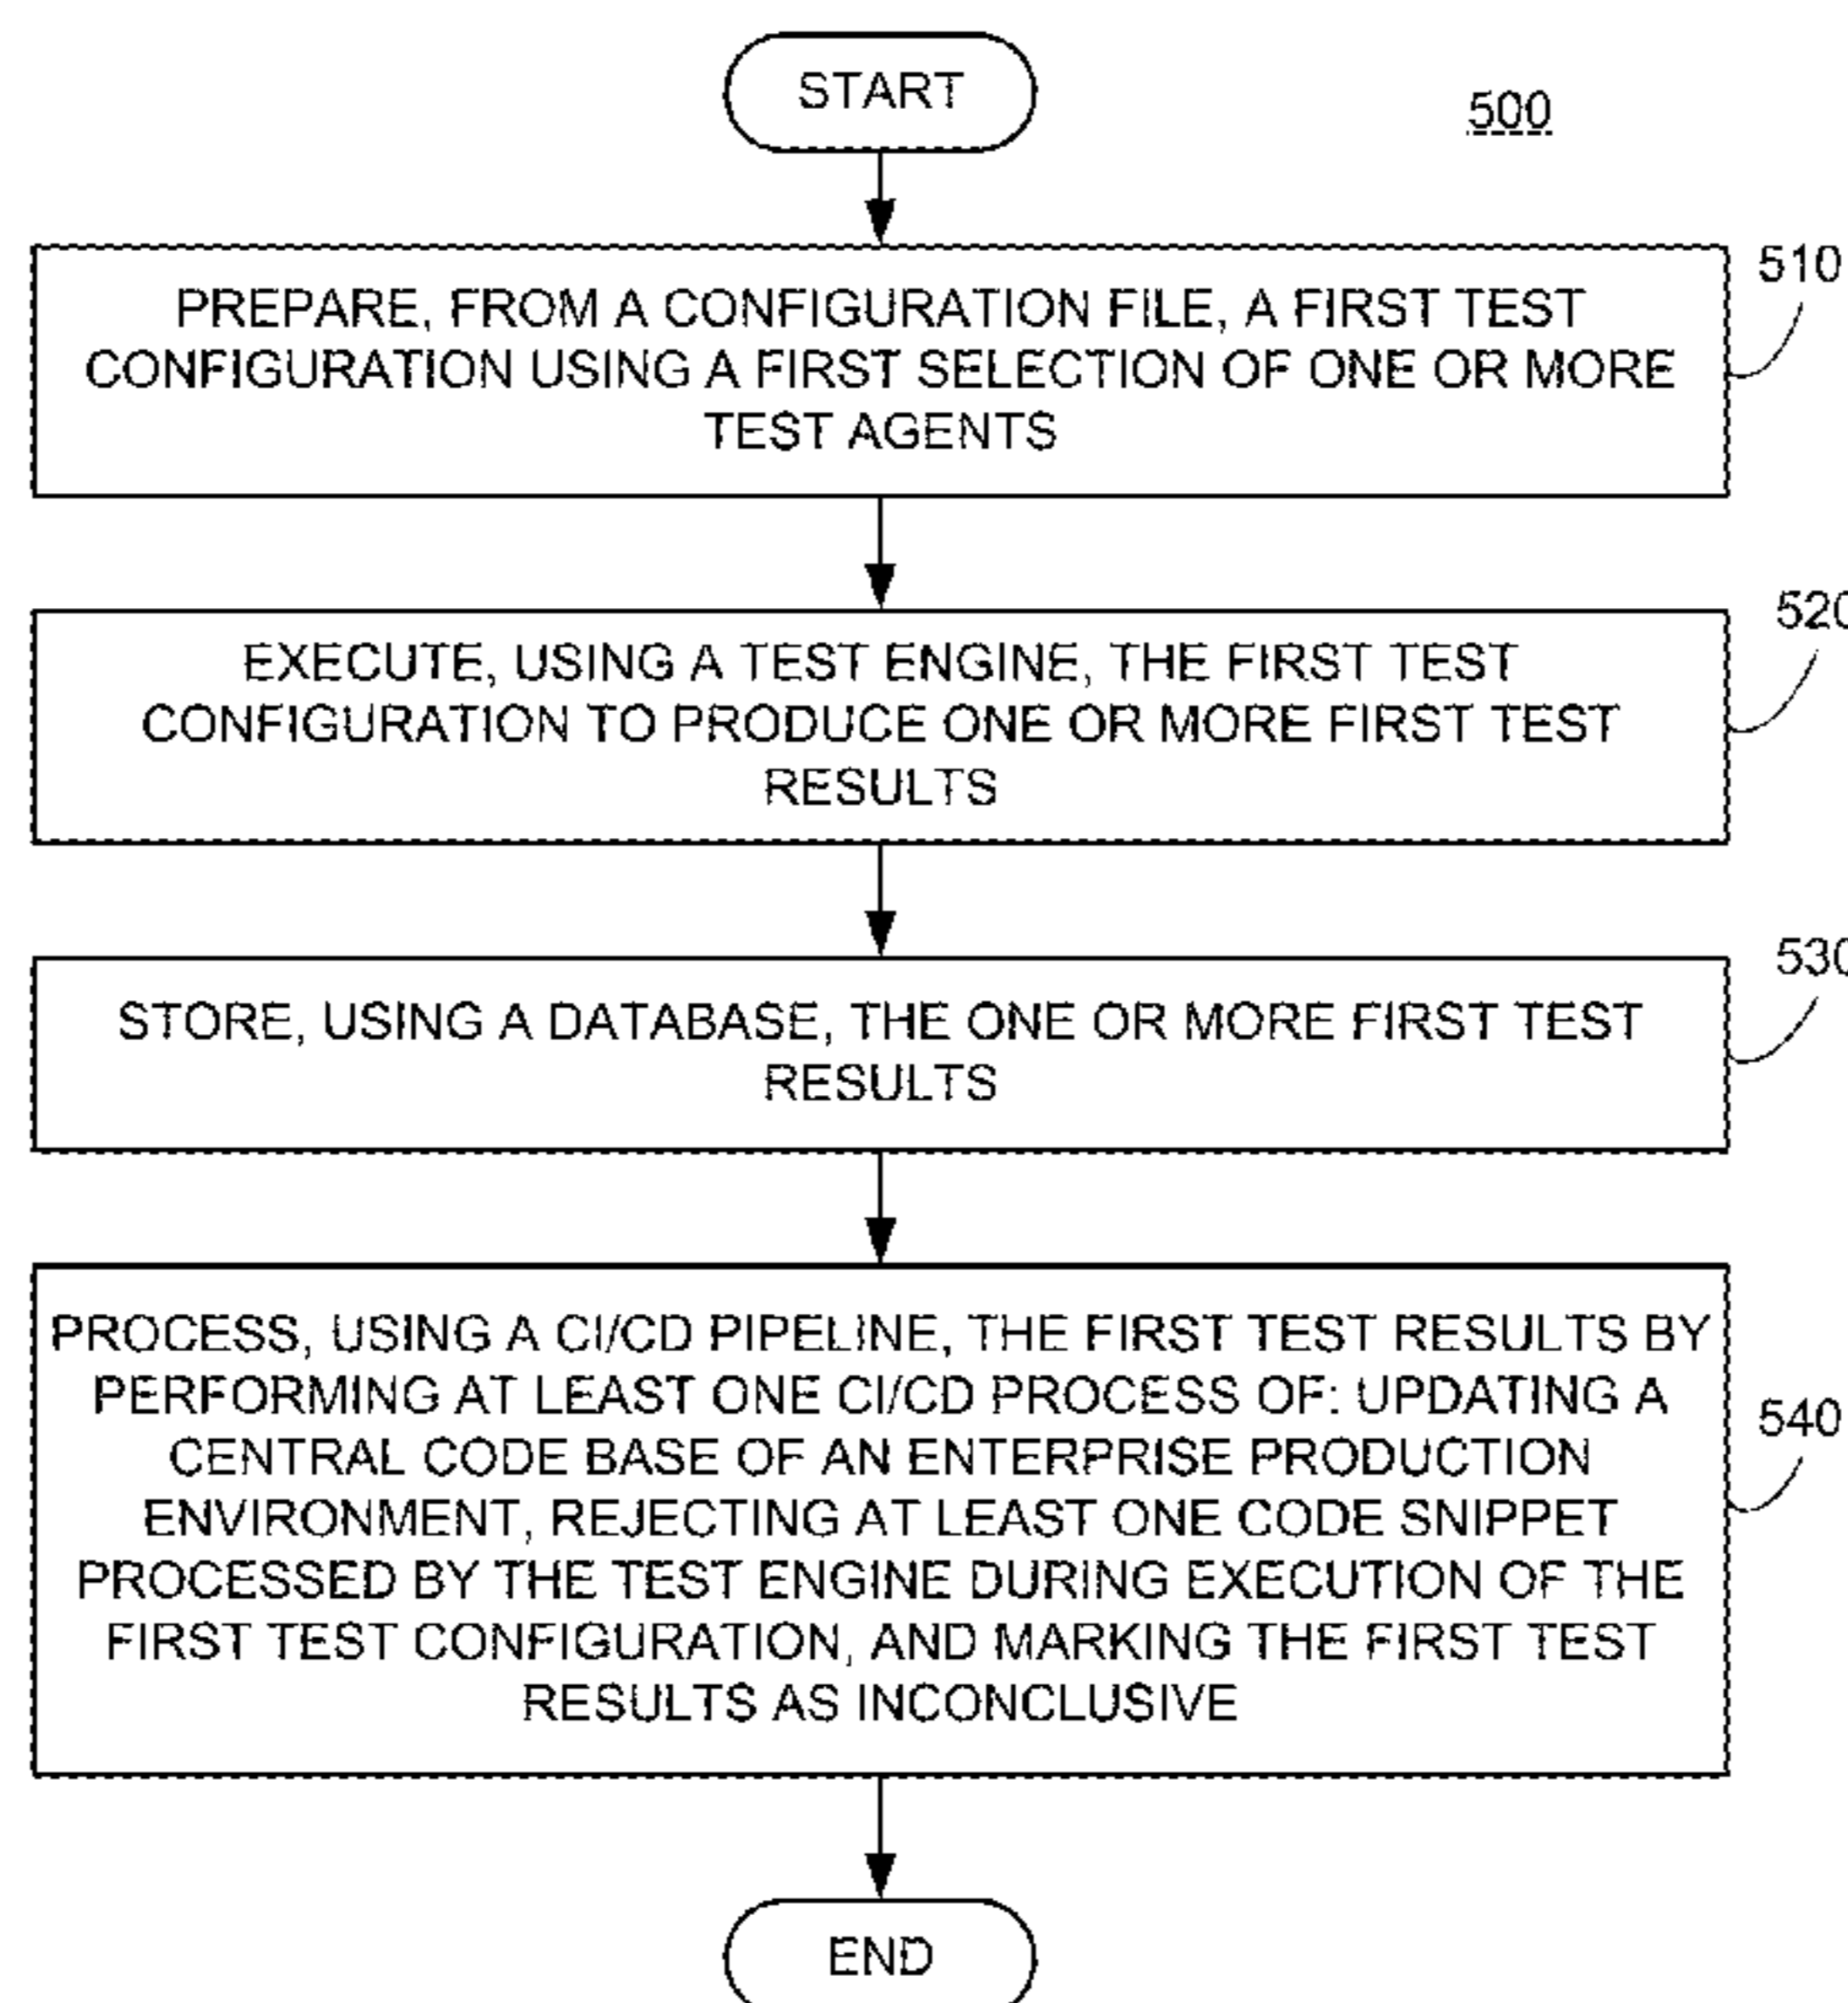 START
500
510
PREPARE, FROM A CONFIGURATION FILE, A FIRST TEST
CONFIGURATION USING A FIRST SELECTION OF ONE OR MORE
TEST AGENTS
520
EXECUTE, USING A TEST ENGINE, THE FIRST TEST
CONFIGURATION TO PRODUCE ONE OR MORE FIRST TEST
RESULTS
530
STORE, USING A DATABASE, THE ONE OR MORE FIRST TEST
RESULTS
PROCESS, USING A CI/CD PIPELINE, THE FIRST TEST RESULTS BY
PERFORMING AT LEAST ONE CI/CD PROCESS OF: UPDATING A
540
CENTRAL CODE BASE OF AN ENTERPRISE PRODUCTION
ENVIRONMENT, REJECTING AT LEAST ONE CODE SNIPPET
PROCESSED BY THE TEST ENGINE DURING EXECUTION OF THE
FIRST TEST CONFIGURATION, AND MARKING THE FIRST TEST
RESULTS AS INCONCLUSIVE
END